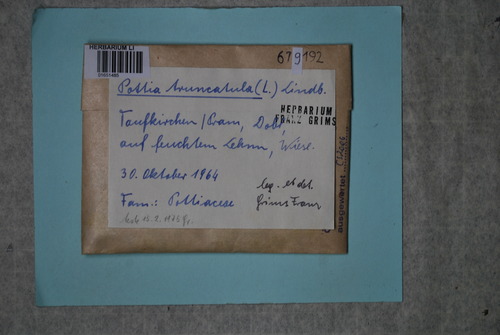 HERBARIUM LI
679192
Pottia truncatula (L.) Lindb.
HERBARIUM
FRANZ GRIMS
Taufkirchen/Pram, Dobl,
auf feuchtem Lehm, Wiese.
30. Oktober 1964
leg. et det.
Fam.: Pottiaceae
Grims Franz
ausgewertet